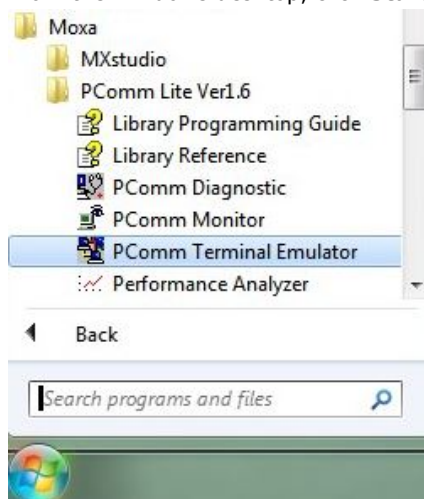 Moxa
MXstudio
PComm Lite Ver1.6
Library Programming Guide
Library Reference
PComm Diagnostic
PComm Monitor
PComm Terminal Emulator
Performance Analyzer
Back
Search programs and files